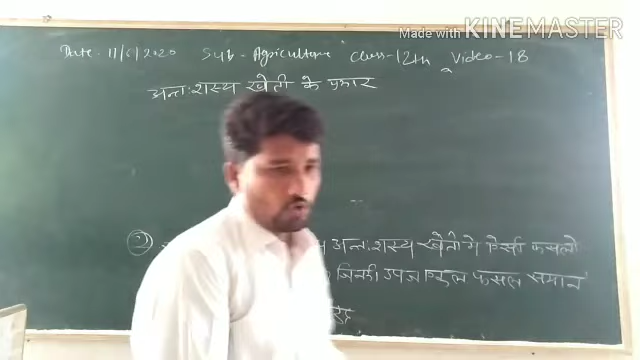 Made with KINEMASTER
Date - 11/6/2020 Sub - Agriculture Class - 12th Video - 18
अन्त: शस्य खेती के प्रकार
② अन्त: शस्य खेती मे फसलो
जिनकी उपज फसल समान